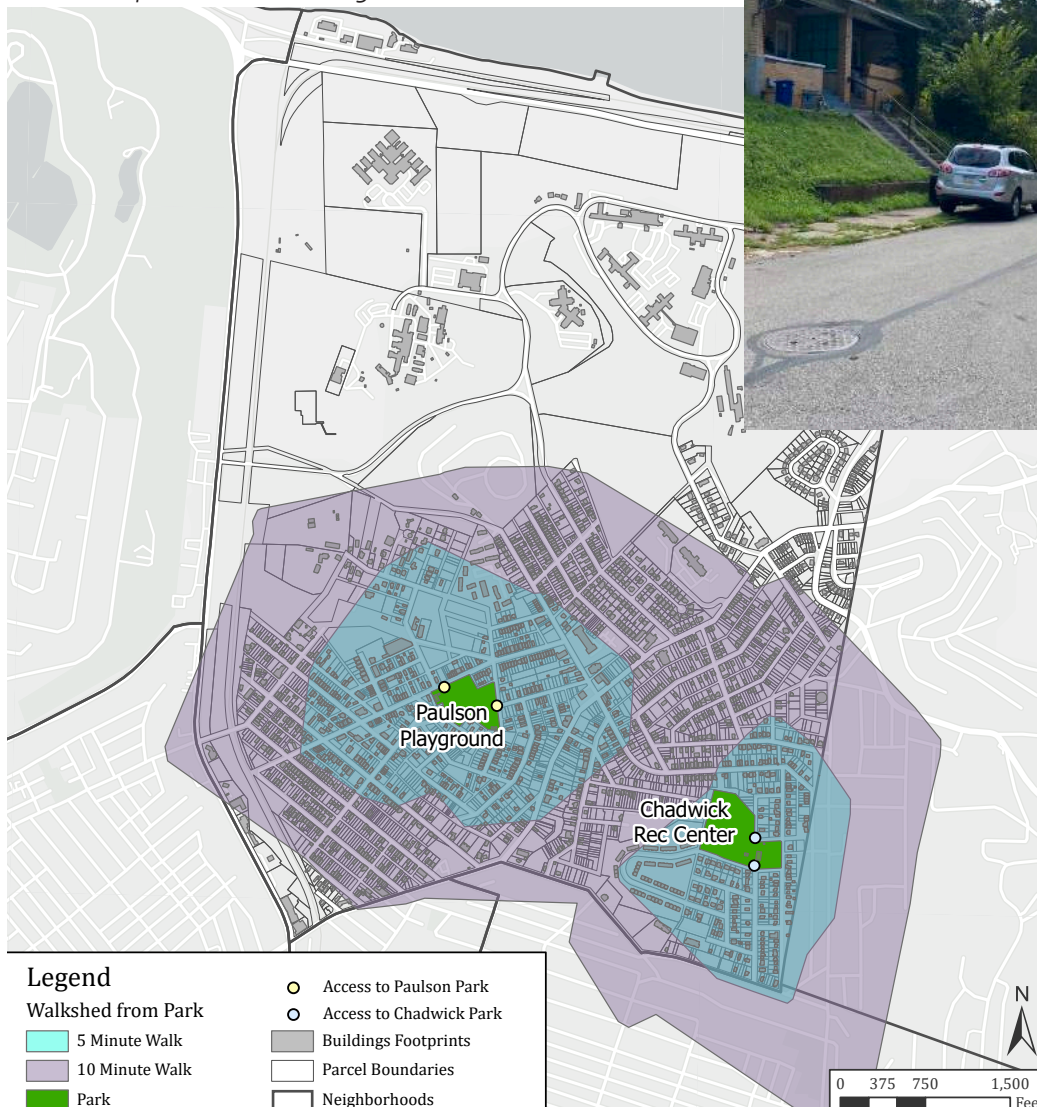 Paulson
Playground
Chadwick
Rec Center
Legend
Walkshed from Park
5 Minute Walk
10 Minute Walk
Park
Access to Paulson Park
Access to Chadwick Park
Buildings Footprints
Parcel Boundaries
Neighborhoods
N
0 375 750 1,500
Fee